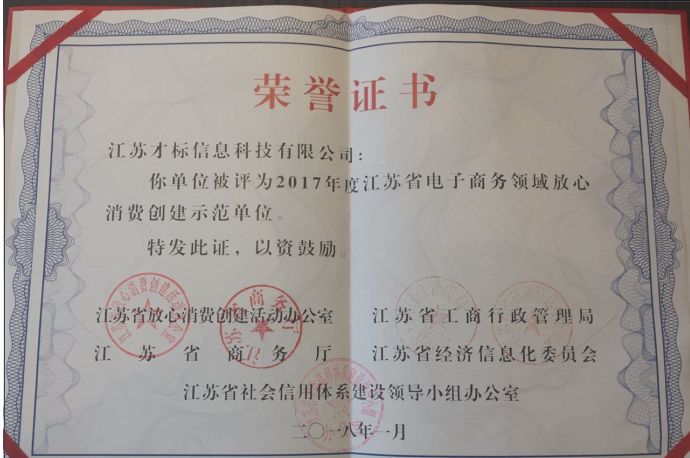 荣誉证书
江苏才标信息科技有限公司：
你单位被评为2017年度江苏省电子商务领域放心
消费创建示范单位。
特发此证，以资鼓励。
江苏省放心消费创建活动办公室 江苏省工商行政管理局
江苏省商务厅 江苏省经济信息化委员会
江苏省社会信用体系建设领导小组办公室
二〇一八年一月